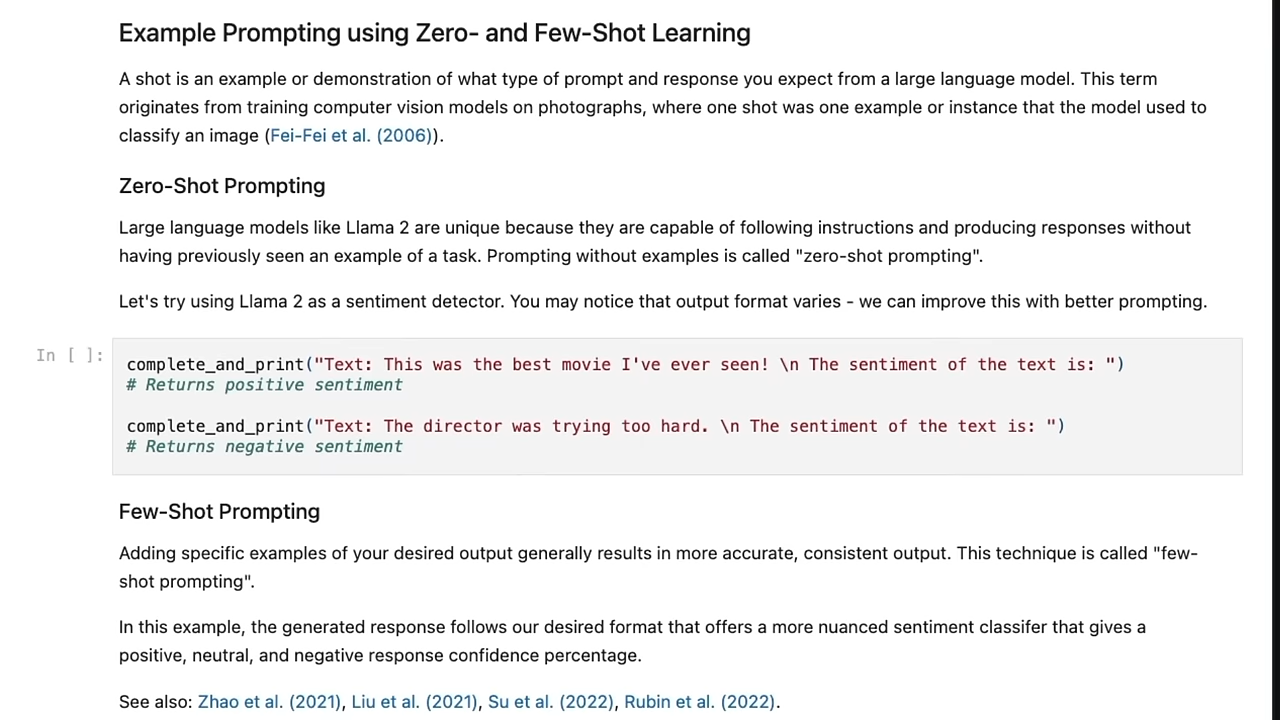 Example Prompting using Zero- and Few-Shot Learning
A shot is an example or demonstration of what type of prompt and response you expect from a large language model. This term
originates from training computer vision models on photographs, where one shot was one example or instance that the model used to
classify an image (Fei-Fei et al. (2006)).
Zero-Shot Prompting
Large language models like Llama 2 are unique because they are capable of following instructions and producing responses without
having previously seen an example of a task. Prompting without examples is called "zero-shot prompting".
Let's try using Llama 2 as a sentiment detector. You may notice that output format varies - we can improve this with better prompting.
In [ ]:
complete_and_print("Text: This was the best movie I've ever seen! \n The sentiment of the text is: ")
# Returns positive sentiment
complete_and_print("Text: The director was trying too hard. \n The sentiment of the text is: ")
# Returns negative sentiment
Few-Shot Prompting
Adding specific examples of your desired output generally results in more accurate, consistent output. This technique is called "few-
shot prompting".
In this example, the generated response follows our desired format that offers a more nuanced sentiment classifer that gives a
positive, neutral, and negative response confidence percentage.
See also: Zhao et al. (2021), Liu et al. (2021), Su et al. (2022), Rubin et al. (2022).